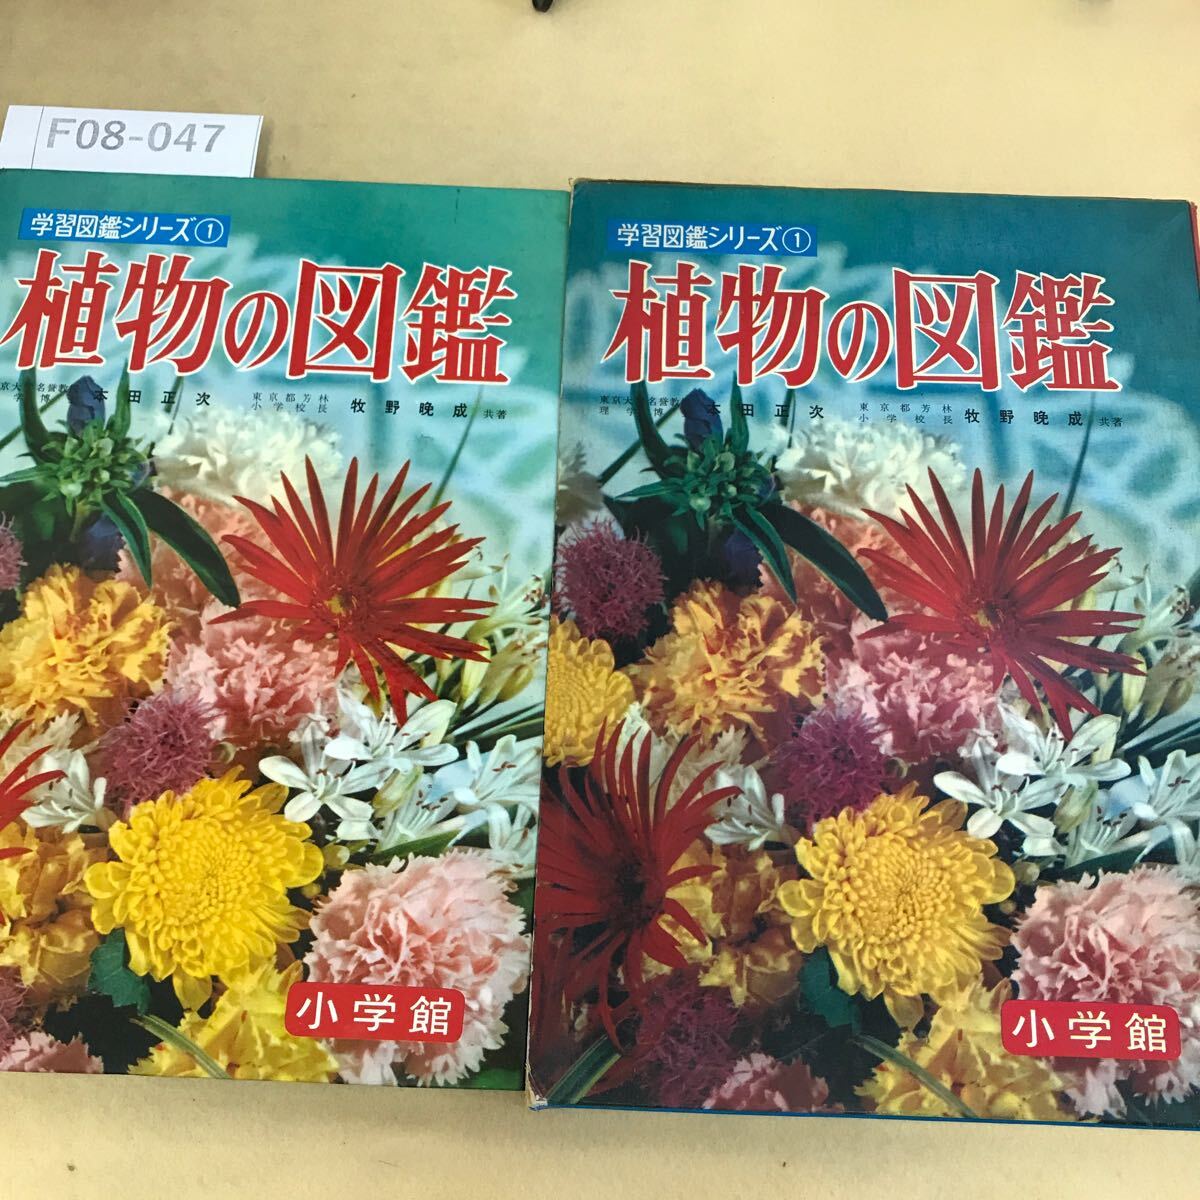 F08-047
学習図鑑シリーズ①
植物の図鑑
本田正次
東京都芳林
小学校長
牧野晩成 共著
小学館
学習図鑑シリーズ①
植物の図鑑
理学博
本田正次
東京都芳林
小学校長
牧野晩成 共著
小学館